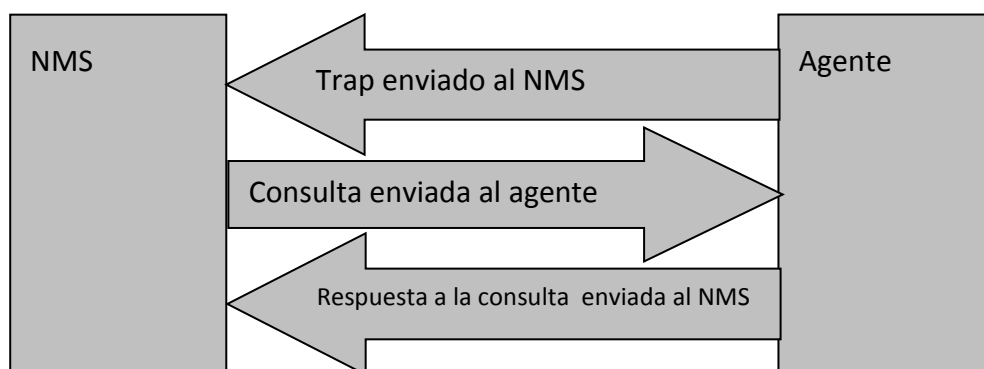 NMS
Agente
Trap enviado al NMS
Consulta enviada al agente
Respuesta a la consulta enviada al NMS